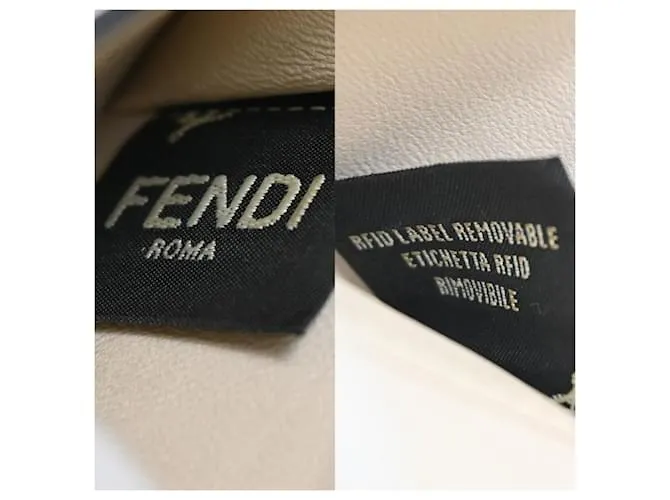 FENDI
ROMA
RFID LABEL REMOVABLE
ETICHETTA RFID
RIMOVIBILE